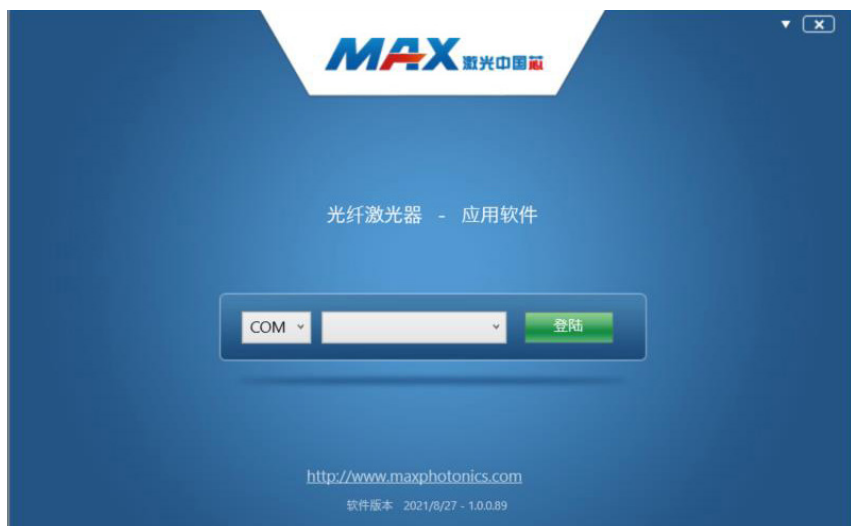 MAX 激光中国芯
光纤激光器 - 应用软件
COM
登陆
http://www.maxphotonics.com
软件版本 2021/8/27 - 1.0.0.89